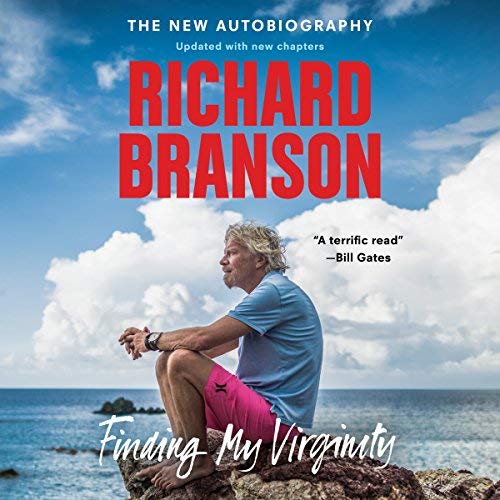 THE NEW AUTOBIOGRAPHY
Updated with new chapters
RICHARD
BRANSON
“A terrific read”
—Bill Gates
Finding My Virginity